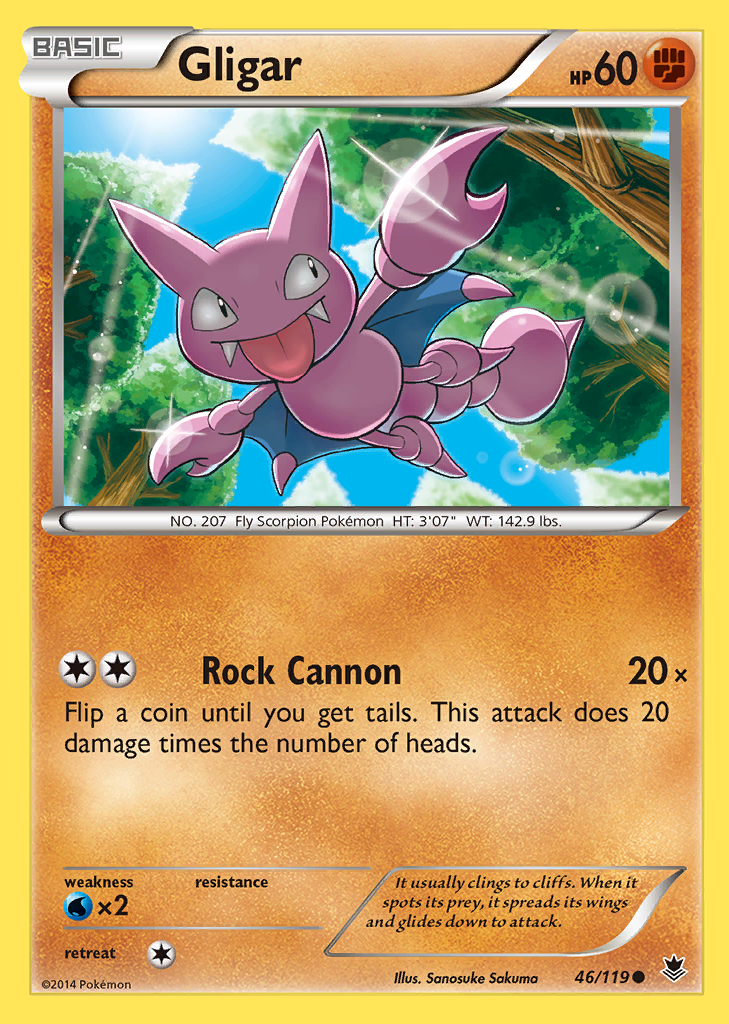 BASIC
Gligar
HP60
NO. 207 Fly Scorpion Pokémon HT: 3'07" WT: 142.9 lbs.
Rock Cannon 20×
Flip a coin until you get tails. This attack does 20
damage times the number of heads.
weakness resistance
×2
retreat
It usually clings to cliffs. When it
spots its prey, it spreads its wings
and glides down to attack.
Illus. Sanosuke Sakuma 46/119
©2014 Pokémon